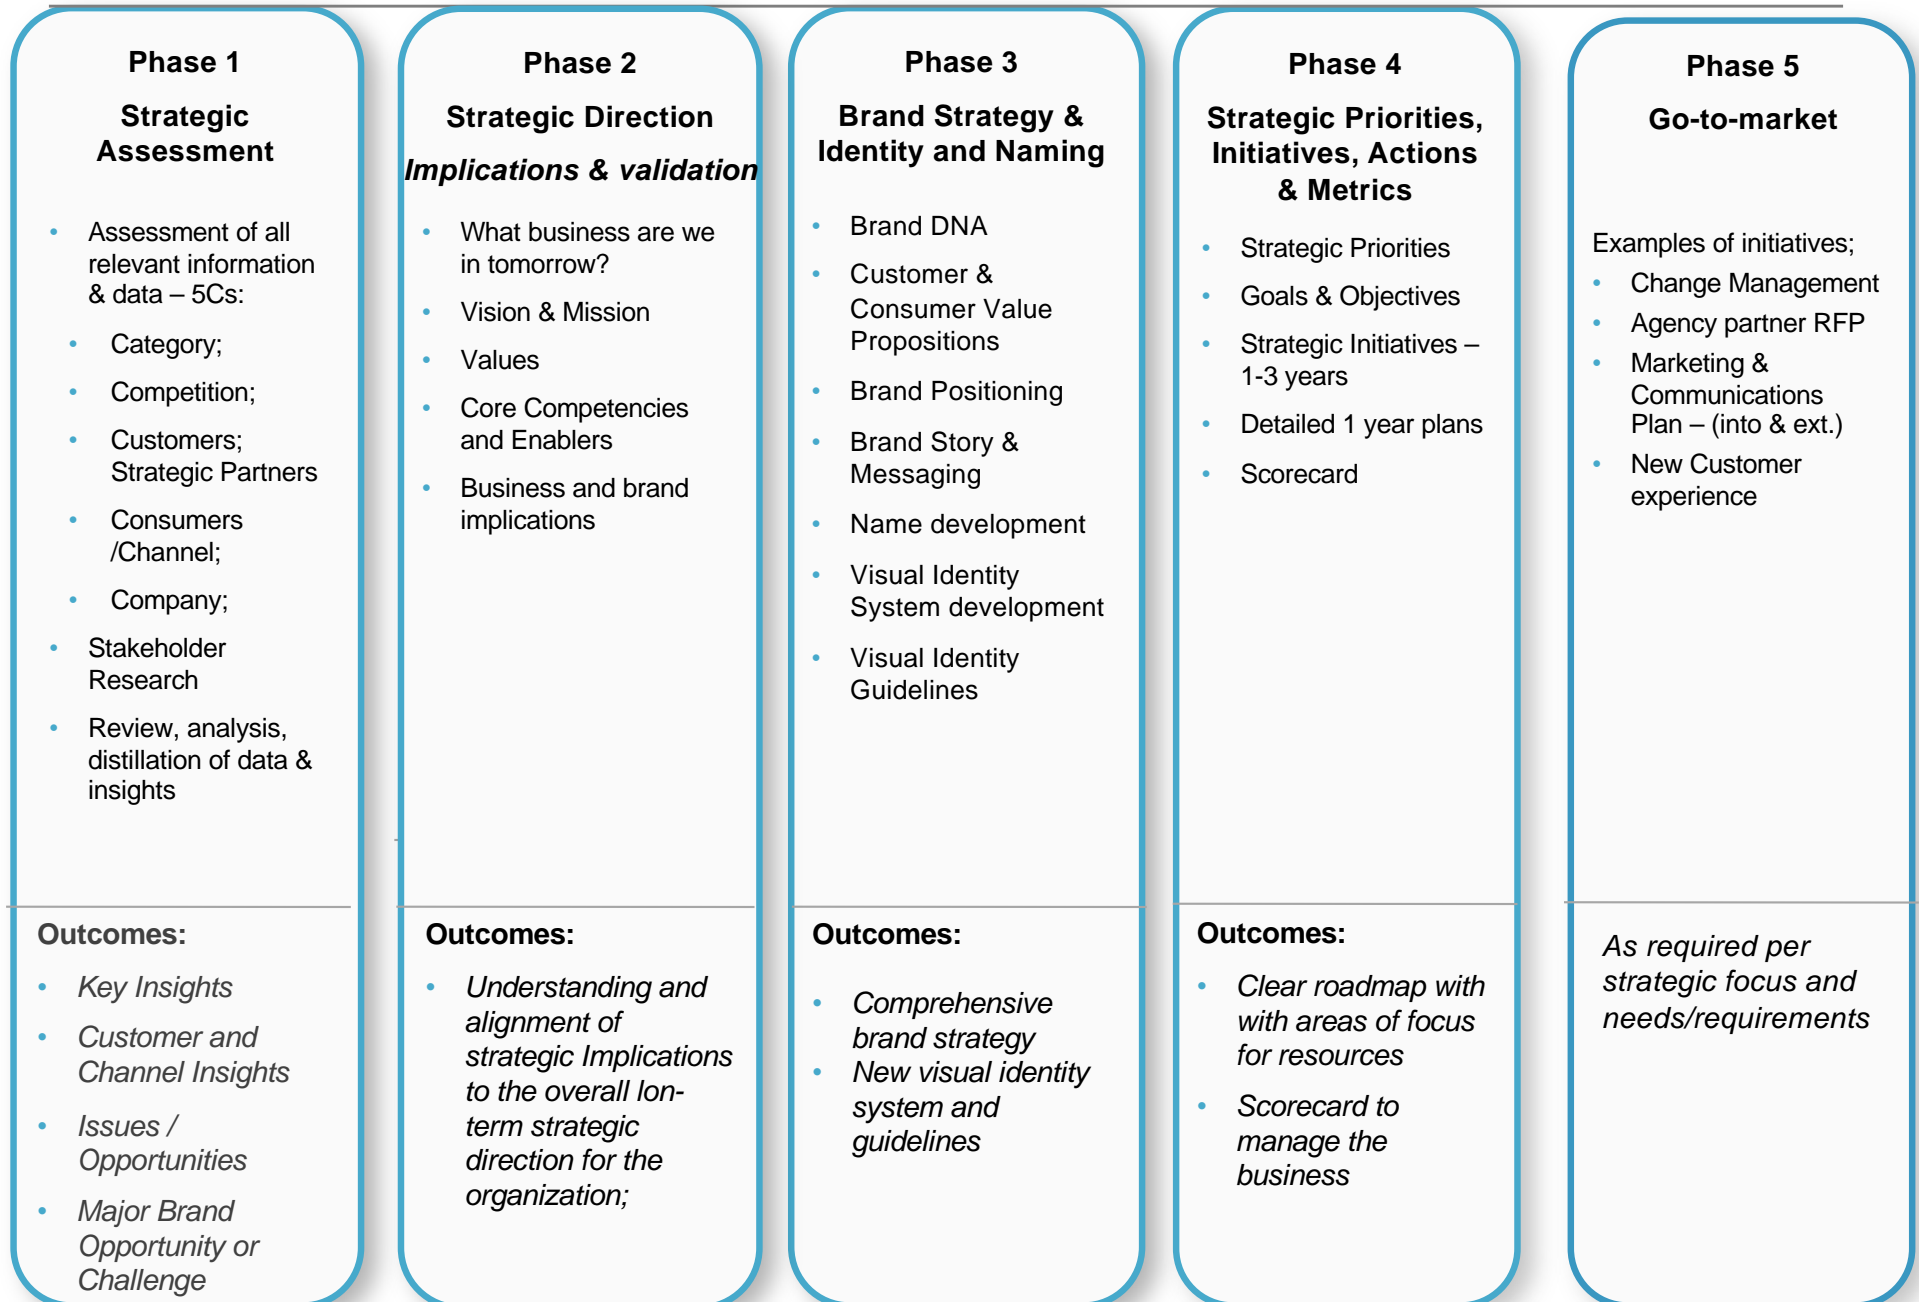 Phase 1
Strategic
Assessment
• Assessment of all
relevant information
& data – 5Cs:
• Category;
• Competition;
• Customers;
Strategic Partners
• Consumers
/Channel;
• Company;
• Stakeholder
Research
• Review, analysis,
distillation of data &
insights
Outcomes:
• Key Insights
• Customer and
Channel Insights
• Issues /
Opportunities
• Major Brand
Opportunity or
Challenge
Phase 2
Strategic Direction
Implications & validation
• What business are we
in tomorrow?
• Vision & Mission
• Values
• Core Competencies
and Enablers
• Business and brand
implications
Outcomes:
• Understanding and
alignment of
strategic Implications
to the overall lon-
term strategic
direction for the
organization;
Phase 3
Brand Strategy &
Identity and Naming
• Brand DNA
• Customer &
Consumer Value
Propositions
• Brand Positioning
• Brand Story &
Messaging
• Name development
• Visual Identity
System development
• Visual Identity
Guidelines
Outcomes:
• Comprehensive
brand strategy
• New visual identity
system and
guidelines
Phase 4
Strategic Priorities,
Initiatives, Actions
& Metrics
• Strategic Priorities
• Goals & Objectives
• Strategic Initiatives –
1-3 years
• Detailed 1 year plans
• Scorecard
Outcomes:
• Clear roadmap with
with areas of focus
for resources
• Scorecard to
manage the
business
Phase 5
Go-to-market
Examples of initiatives;
• Change Management
• Agency partner RFP
• Marketing &
Communications
Plan – (into & ext.)
• New Customer
experience
As required per
strategic focus and
needs/requirements